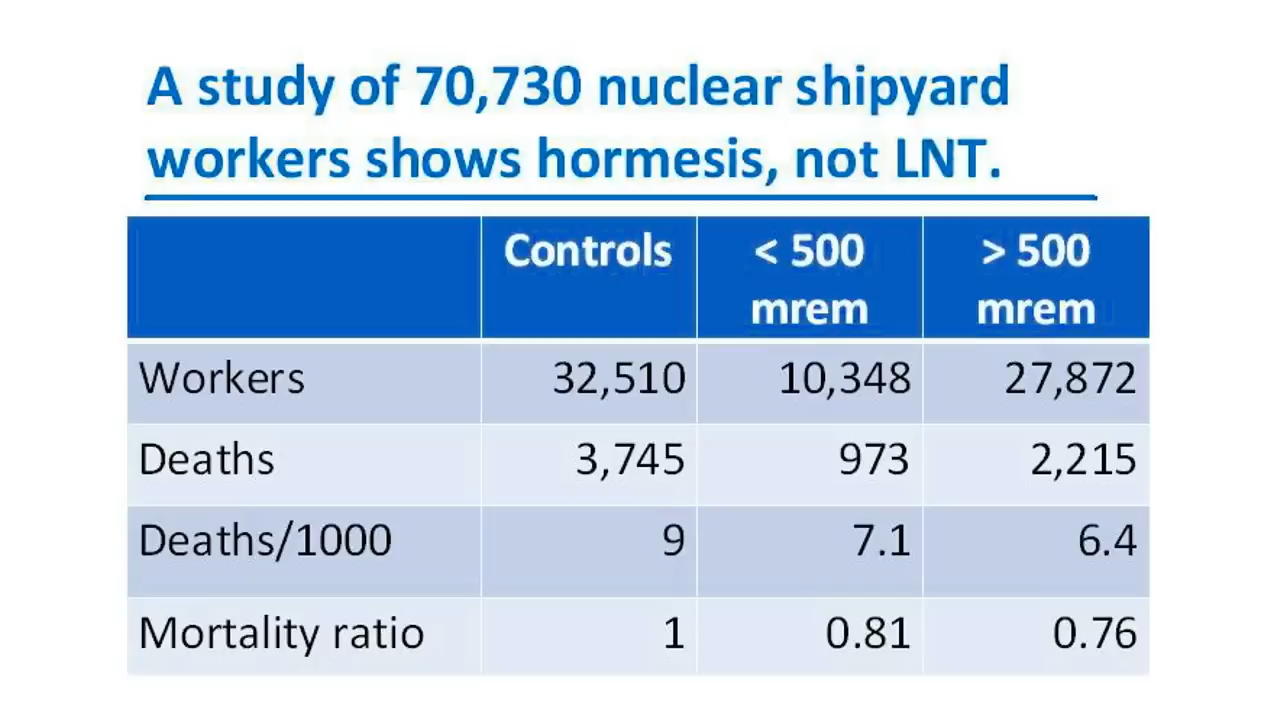 A study of 70,730 nuclear shipyard
workers shows hormesis, not LNT.
Controls < 500 mrem > 500 mrem
Workers 32,510 10,348 27,872
Deaths 3,745 973 2,215
Deaths/1000 9 7.1 6.4
Mortality ratio 1 0.81 0.76